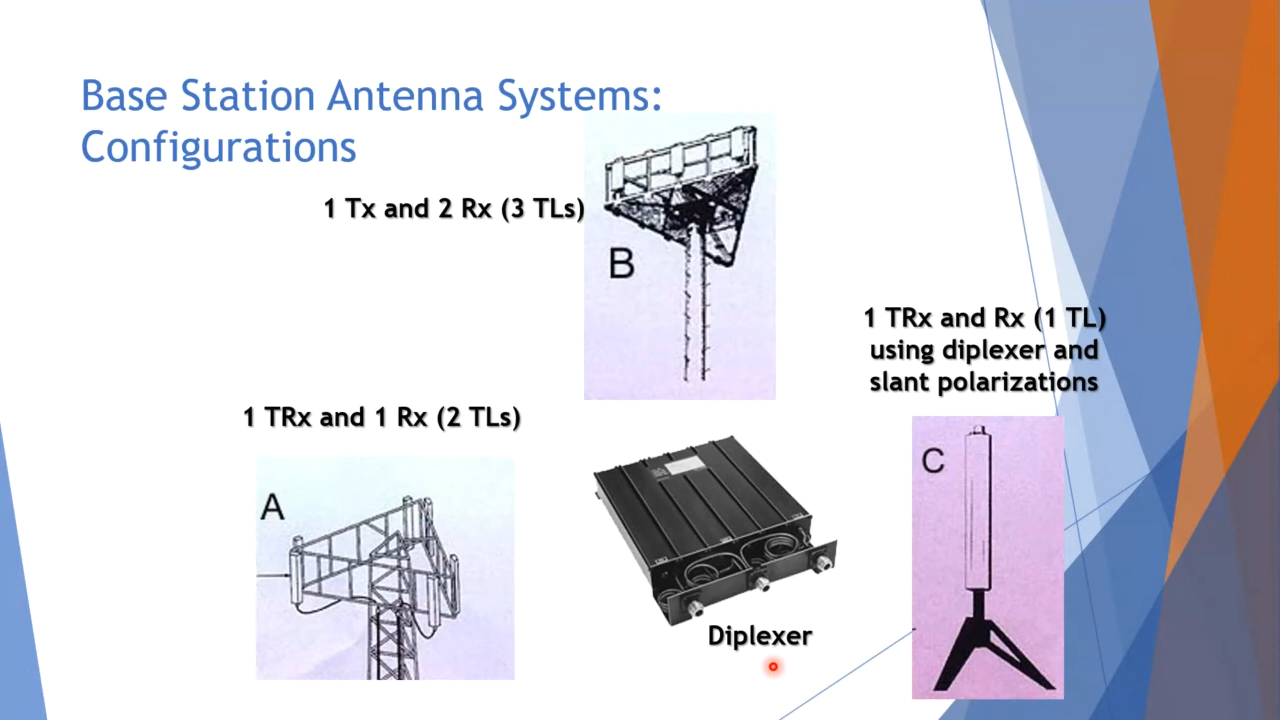 Base Station Antenna Systems:
Configurations
1 Tx and 2 Rx (3 TLs)
B
1 TRx and Rx (1 TL)
using diplexer and
slant polarizations
1 TRx and 1 Rx (2 TLs)
A
C
Diplexer